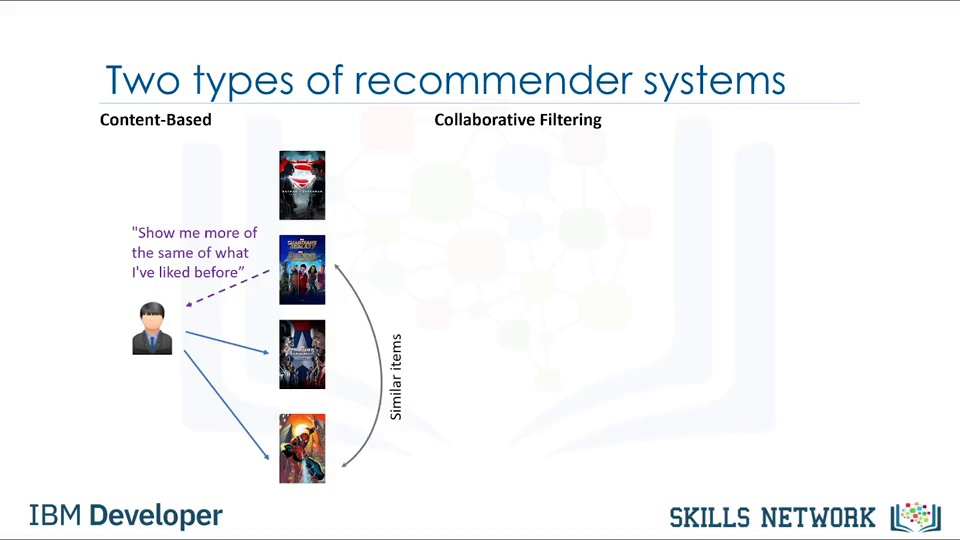 Two types of recommender systems
Content-Based
Collaborative Filtering
"Show me more of
the same of what
I've liked before”
Similar items
IBM Developer
SKILLS NETWORK